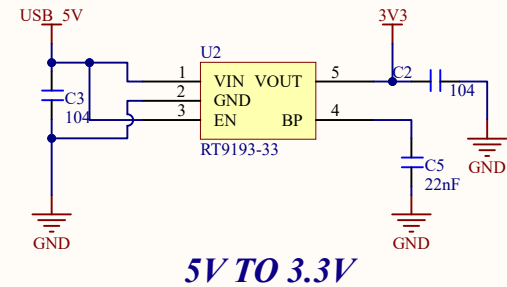 USB_5V
3V3
U2
1 VIN VOUT 5
C2
2 GND
C3
104
104
3 EN BP 4
RT9193-33
C5
22nF
GND
GND
GND
5V TO 3.3V